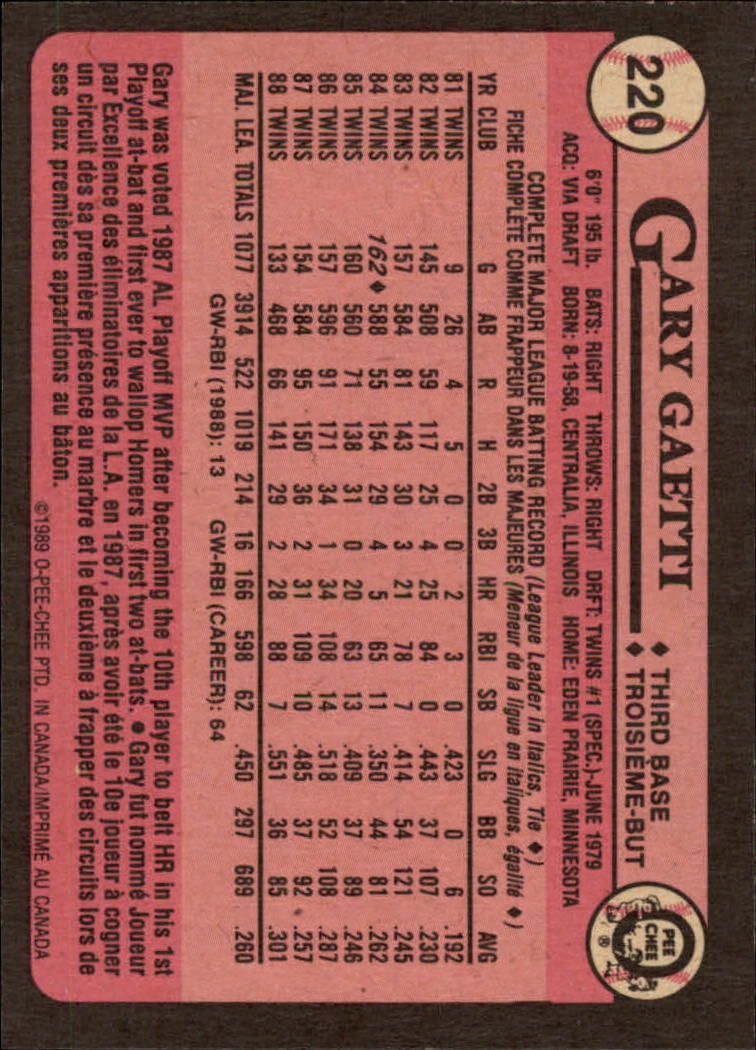 220
GARY GAETTI
♦ THIRD BASE
♦ TROISIÈME-BUT
O PEE CHEE ®
6'0" 195 lb. BATS: RIGHT THROWS: RIGHT DRFT: TWINS #1 (SPEC.)-JUNE 1979
ACQ: VIA DRAFT BORN: 8-19-58, CENTRALIA, ILLINOIS HOME: EDEN PRAIRIE, MINNESOTA
COMPLETE MAJOR LEAGUE BATTING RECORD (League Leader in Italics, Tie ♦)
FICHE COMPLÈTE COMME FRAPPEUR DANS LES MAJEURES (Meneur de la ligue en italiques, égalité ♦)
YR CLUB G AB R H 2B 3B HR RBI SB SLG BB SO AVG
81 TWINS 9 26 4 5 0 0 2 3 0 .423 0 6 .192
82 TWINS 145 508 59 117 25 4 25 84 0 .443 37 107 .230
83 TWINS 157 584 81 143 30 3 21 78 7 .414 54 121 .245
84 TWINS 162♦ 588 55 154 29 4 5 65 11 .350 44 81 .262
85 TWINS 160 560 71 138 31 0 20 63 13 .409 37 89 .246
86 TWINS 157 596 91 171 34 1 34 108 14 .518 52 108 .287
87 TWINS 154 584 95 150 36 2 31 109 10 .485 37 92 .257
88 TWINS 133 468 66 141 29 2 28 88 7 .551 36 85 .301
MAJ. LEA. TOTALS 1077 3914 522 1019 214 16 166 598 62 .450 297 689 .260
GW-RBI (1988): 13 GW-RBI (CAREER): 64
Gary was voted 1987 AL Playoff MVP after becoming the 10th player to belt HR in his 1st
Playoff at-bat and first ever to wallop Homers in first two at-bats. ● Gary fut nommé Joueur
par Excellence des éliminatoires de la L.A. en 1987, après avoir été le 10e joueur à cogner
un circuit dès sa première présence au marbre et le deuxième à frapper des circuits lors de
ses deux premières apparitions au bâton.
©1989 O-PEE-CHEE PTD. IN CANADA/IMPRIMÉ AU CANADA